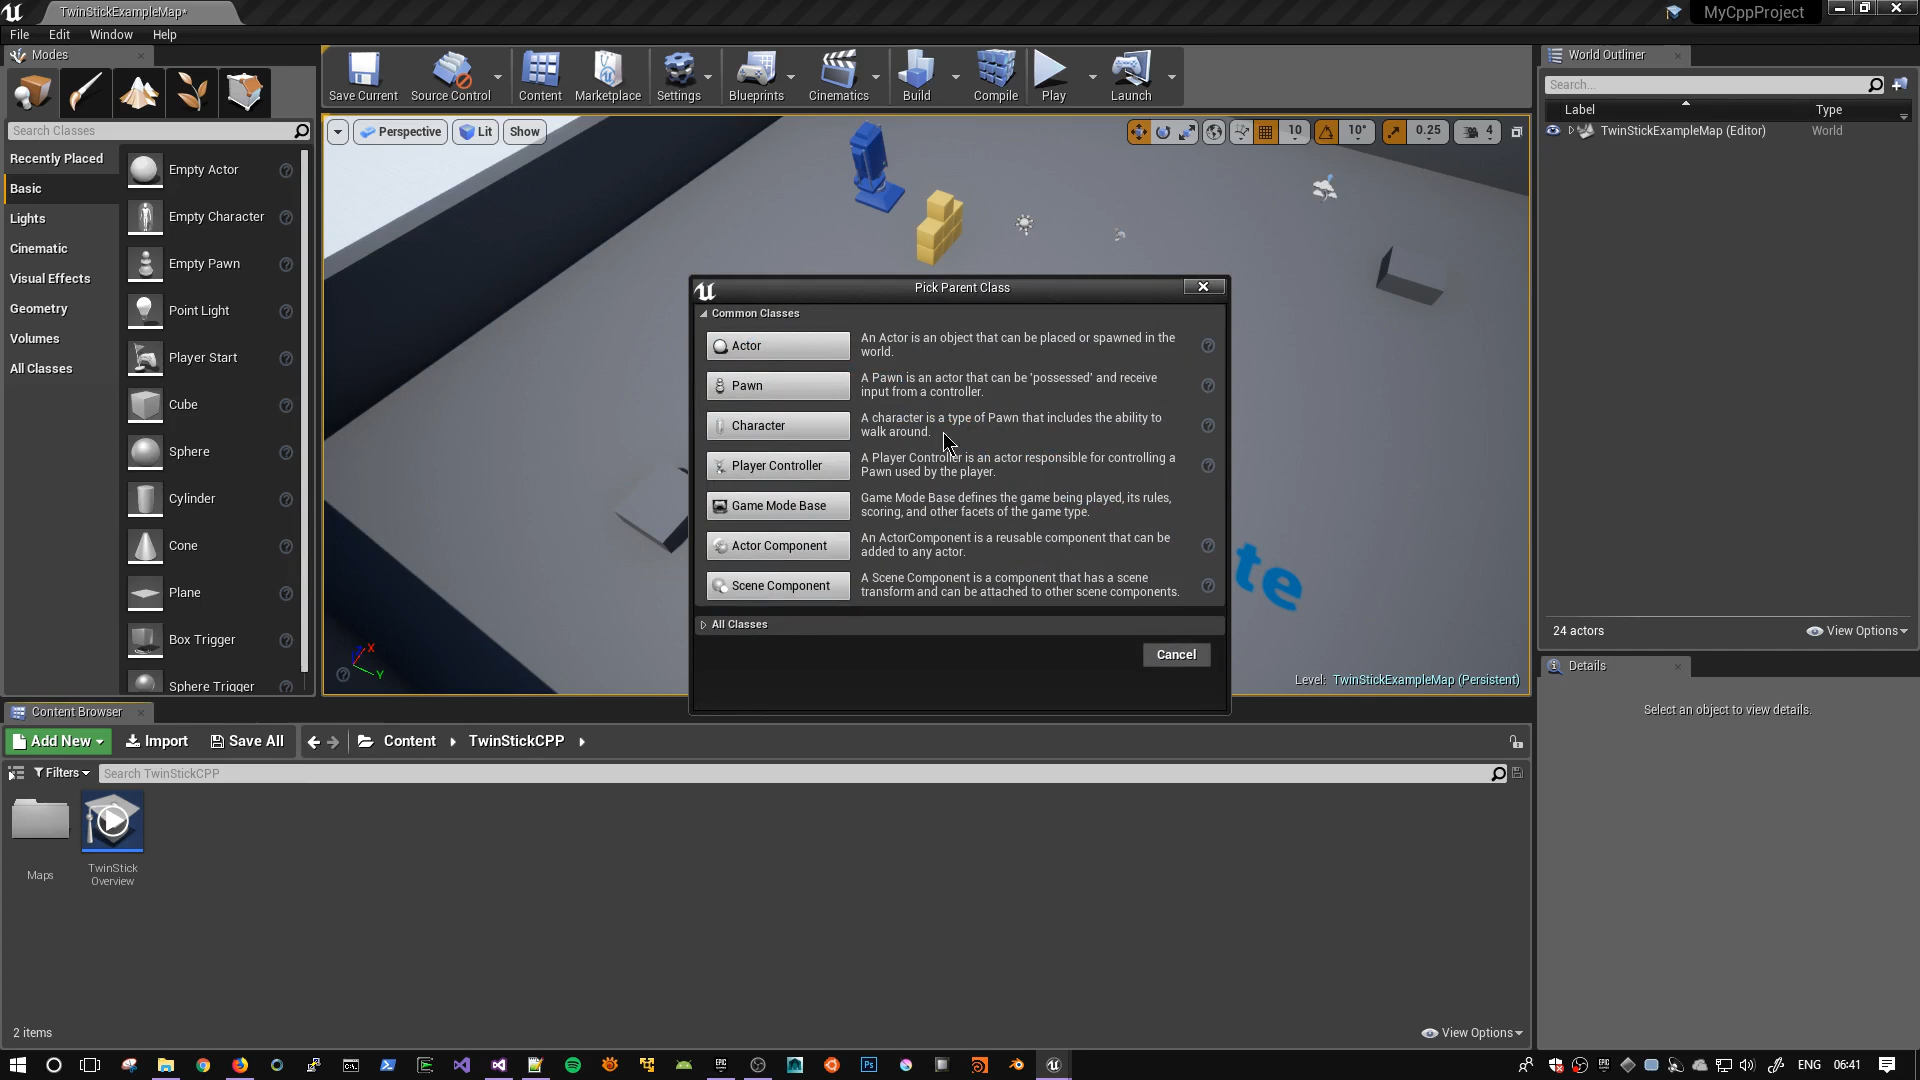 TwinStickExampleMap*
MyCppProject
File Edit Window Help
Modes
Save Current
Source Control
Content
Marketplace
Settings
Blueprints
Cinematics
Build
Compile
Play
Launch
World Outliner
Search...
Label
Type
TwinStickExampleMap (Editor)
World
Search Classes
Recently Placed
Basic
Lights
Cinematic
Visual Effects
Geometry
Volumes
All Classes
Empty Actor
Empty Character
Empty Pawn
Point Light
Player Start
Cube
Sphere
Cylinder
Cone
Plane
Box Trigger
Sphere Trigger
Perspective
Lit
Show
10
10°
0.25
4
Pick Parent Class
Common Classes
Actor
An Actor is an object that can be placed or spawned in the
world.
Pawn
A Pawn is an actor that can be 'possessed' and receive
input from a controller.
Character
A character is a type of Pawn that includes the ability to
walk around.
Player Controller
A Player Controller is an actor responsible for controlling a
Pawn used by the player.
Game Mode Base
Game Mode Base defines the game being played, its rules,
scoring, and other facets of the game type.
Actor Component
An ActorComponent is a reusable component that can be
added to any actor.
Scene Component
A Scene Component is a component that has a scene
transform and can be attached to other scene components.
All Classes
Cancel
te
X
Y
Level: TwinStickExampleMap (Persistent)
24 actors
View Options
Details
Select an object to view details.
Content Browser
Add New
Import
Save All
Content
TwinStickCPP
Filters
Search TwinStickCPP
Maps
TwinStick
Overview
2 items
View Options
ENG
06:41